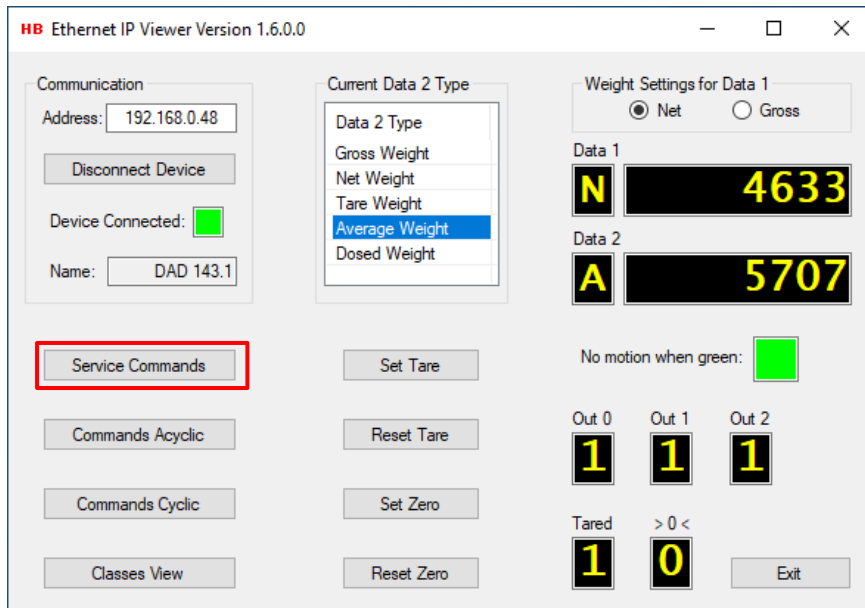 HB Ethernet IP Viewer Version 1.6.0.0
Communication
Address: 192.168.0.48
Disconnect Device
Device Connected:
Name: DAD 143.1
Current Data 2 Type
Data 2 Type
Gross Weight
Net Weight
Tare Weight
Average Weight
Dosed Weight
Weight Settings for Data 1
Net Gross
Data 1
N 4633
Data 2
A 5707
Service Commands
Set Tare
No motion when green:
Commands Acyclic
Reset Tare
Out 0 Out 1 Out 2
1 1 1
Commands Cyclic
Set Zero
Tared > 0 <
1 0
Classes View
Reset Zero
Exit